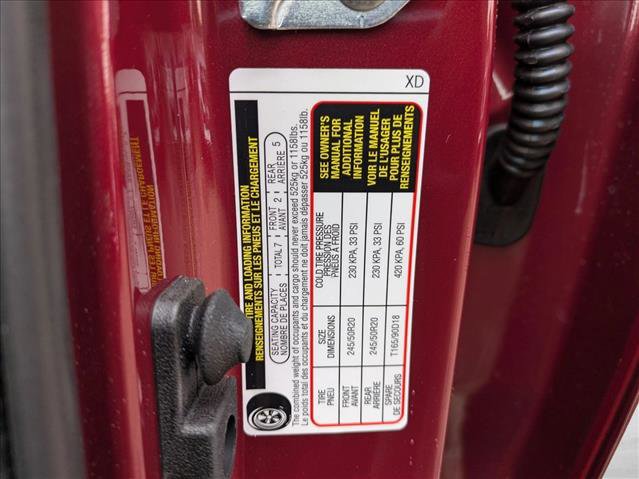 XD
TIRE AND LOADING INFORMATION
RENSEIGNEMENTS SUR LES PNEUS ET LE CHARGEMENT
SEATING CAPACITY TOTAL 7 FRONT 2 REAR 5
NOMBRE DE PLACES AVANT ARRIÈRE
The combined weight of occupants and cargo should never exceed 525kg or 1158lbs.
Le poids total des occupants et du chargement ne doit jamais dépasser 525kg ou 1158lb.
TIRE
PNEU
SIZE
DIMENSIONS
COLD TIRE PRESSURE
PRESSION DES
PNEUS À FROID
SEE OWNER'S
MANUAL FOR
ADDITIONAL
INFORMATION
VOIR LE MANUEL
DE L'USAGER
POUR PLUS DE
RENSEIGNEMENTS
FRONT
AVANT
245/50R20
230 KPA, 33 PSI
REAR
ARRIÈRE
245/50R20
230 KPA, 33 PSI
SPARE
DE SECOURS
T165/90D18
420 KPA, 60 PSI